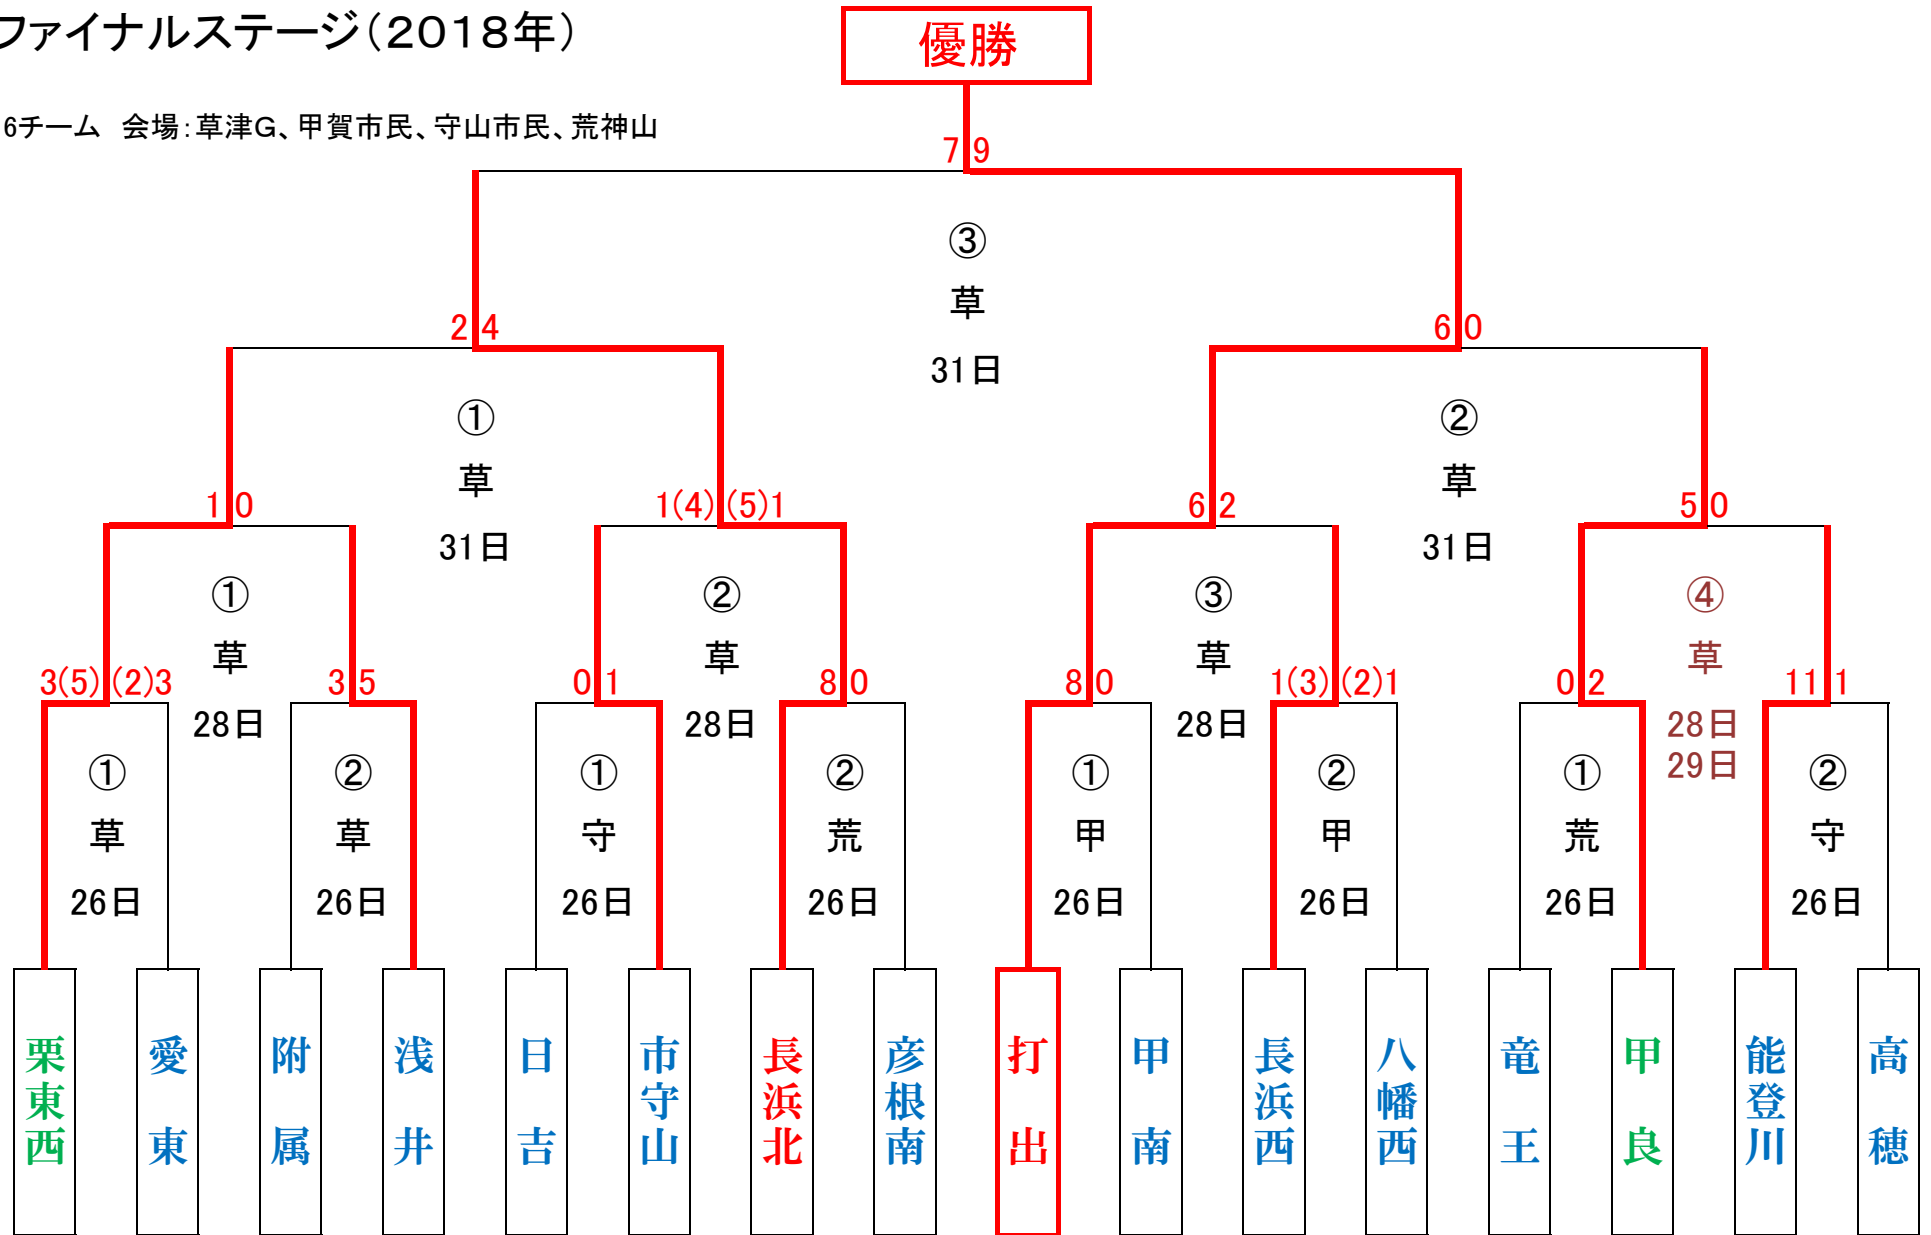 ファイナルステージ(2018年)
優勝
6チーム 会場:草津G、甲賀市民、守山市民、荒神山
7 9
③
草
31日
2 4
6 0
①
草
31日
②
草
31日
1 0
1(4) (5)1
6 2
5 0
①
草
28日
②
草
28日
③
草
28日
④
草
28日
29日
3(5) (2)3
3 5
0 1
8 0
8 0
1(3) (2)1
0 2
11 1
①
草
26日
②
草
26日
①
守
26日
②
荒
26日
①
甲
26日
②
甲
26日
①
荒
26日
②
守
26日
栗東西
愛東
附属
浅井
日吉
市守山
長浜北
彦根南
打出
甲南
長浜西
八幡西
竜王
甲良
能登川
高穂